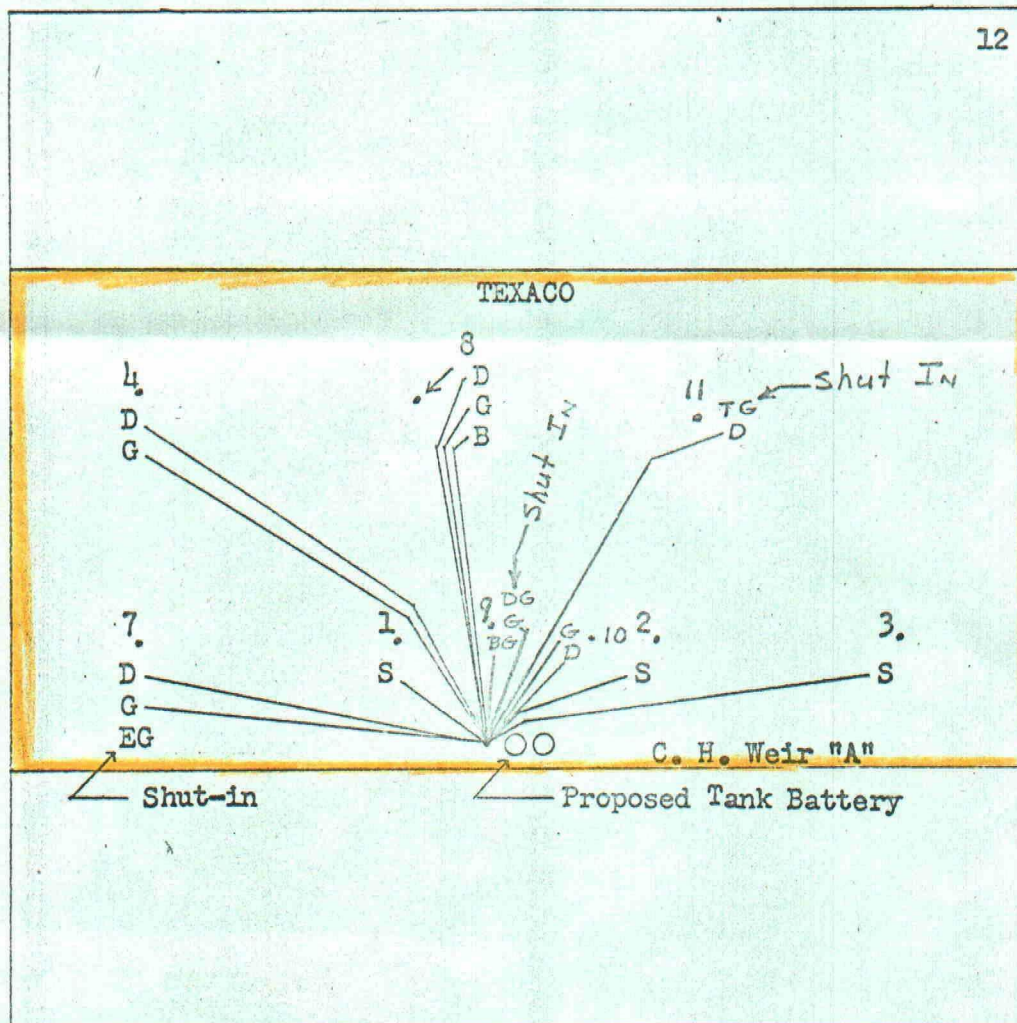 12
TEXACO
8
4.
D
G
D
G
B
Shut IN
11
TG
D
Shut IN
7.
D
G
EG
1.
S
9.
DG
G
BG
G
D
10
2.
S
3.
S
C. H. Weir "A"
Shut-in
Proposed Tank Battery